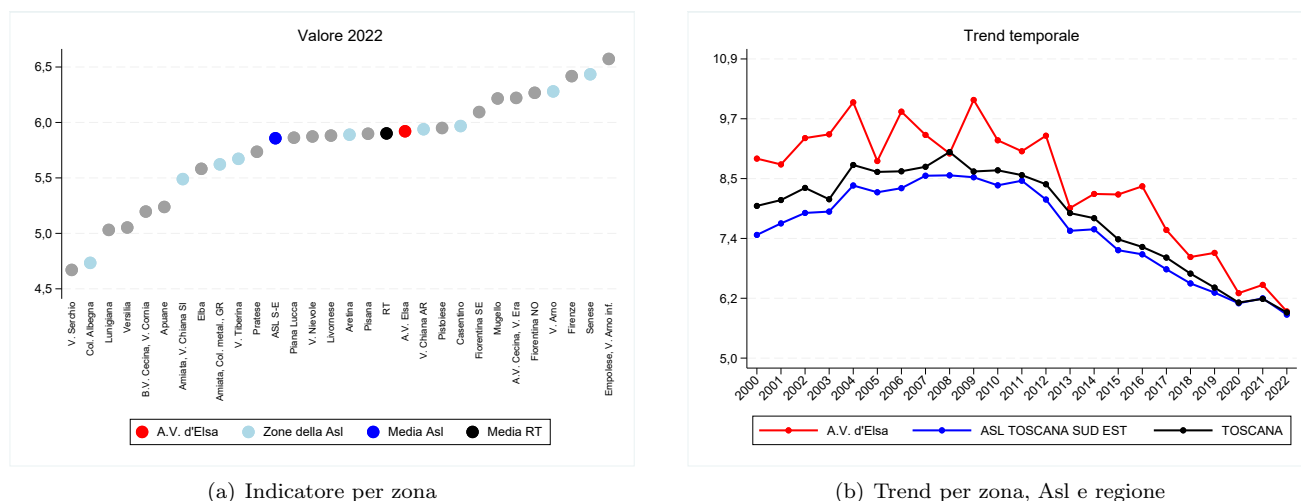 Valore 2022
6,5
6,0
5,5
5,0
4,5
V. Serchio
Col. Albegna
Lunigiana
Versilia
B.V. Cecina, V. Cornia
Apuane
Amiata, V. Chiana SI
Elba
Amiata, Col. metal., GR
V. Tiberina
Pratese
ASL S-E
Piana Lucca
V. Nievole
Livornese
Aretina
Pisana
RT
A.V. Elsa
V. Chiana AR
Pistoiese
Casentino
Fiorentina SE
Mugello
A.V. Cecina, V. Era
Fiorentina NO
V. Arno
Firenze
Senese
Empolese, V. Arno inf.
A.V. d'Elsa Zone della Asl Media Asl Media RT
(a) Indicatore per zona
Trend temporale
10,9
9,7
8,5
7,4
6,2
5,0
2000 2001 2002 2003 2004 2005 2006 2007 2008 2009 2010 2011 2012 2013 2014 2015 2016 2017 2018 2019 2020 2021 2022
A.V. d'Elsa ASL TOSCANA SUD EST TOSCANA
(b) Trend per zona, Asl e regione